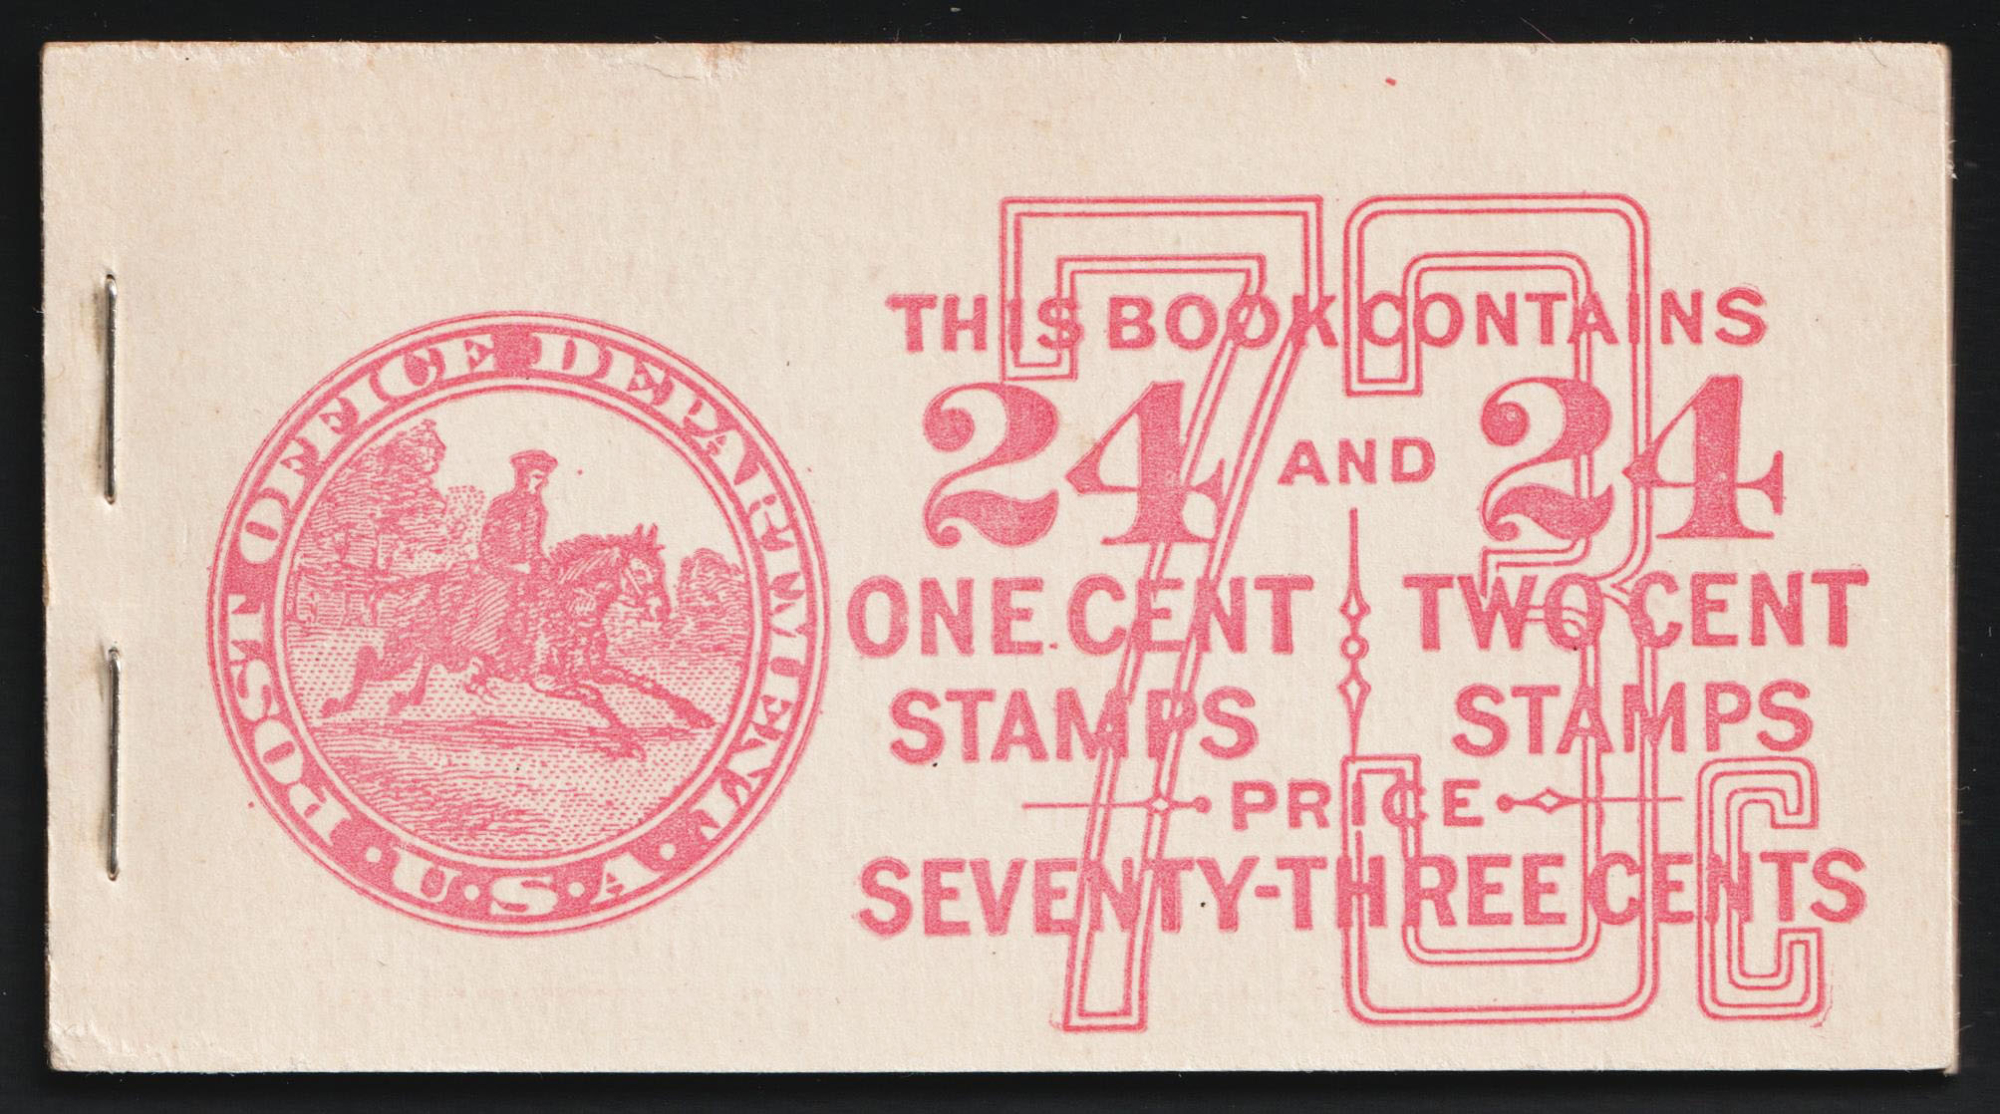 POST OFFICE DEPARTMENT · U · S · A ·
73c
THIS BOOK CONTAINS
24 AND 24
ONE CENT TWO CENT
STAMPS STAMPS
PRICE
SEVENTY-THREE CENTS